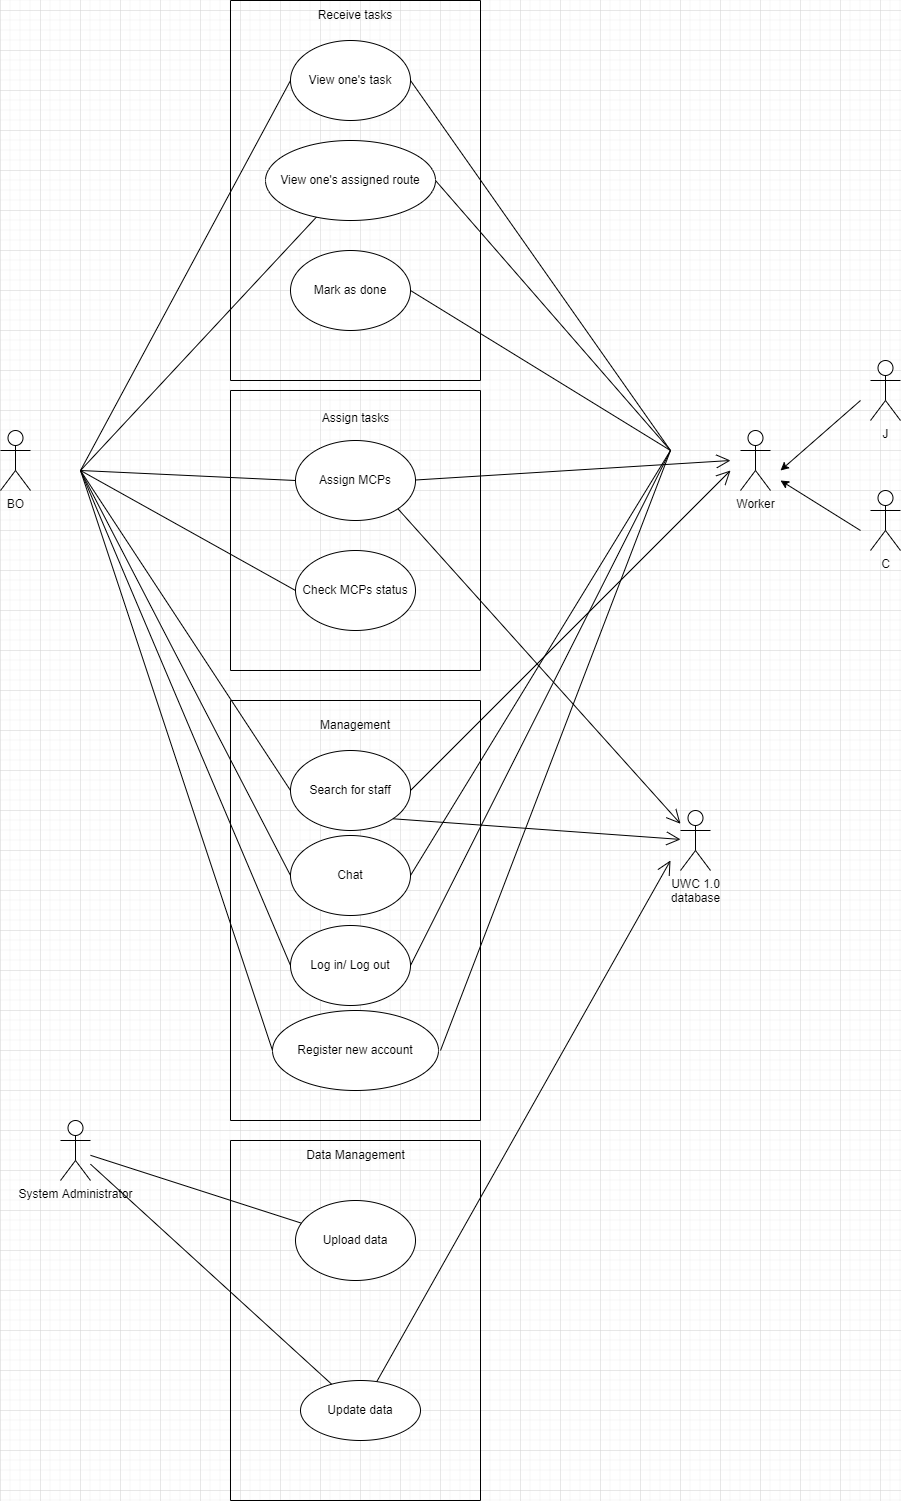 Receive tasks
View one's task
View one's assigned route
Mark as done
Assign tasks
J
Assign MCPs
BO
Worker
C
Check MCPs status
Management
Search for staff
Chat
UWC 1.0
database
Log in/ Log out
Register new account
Data Management
System Administrator
Upload data
Update data